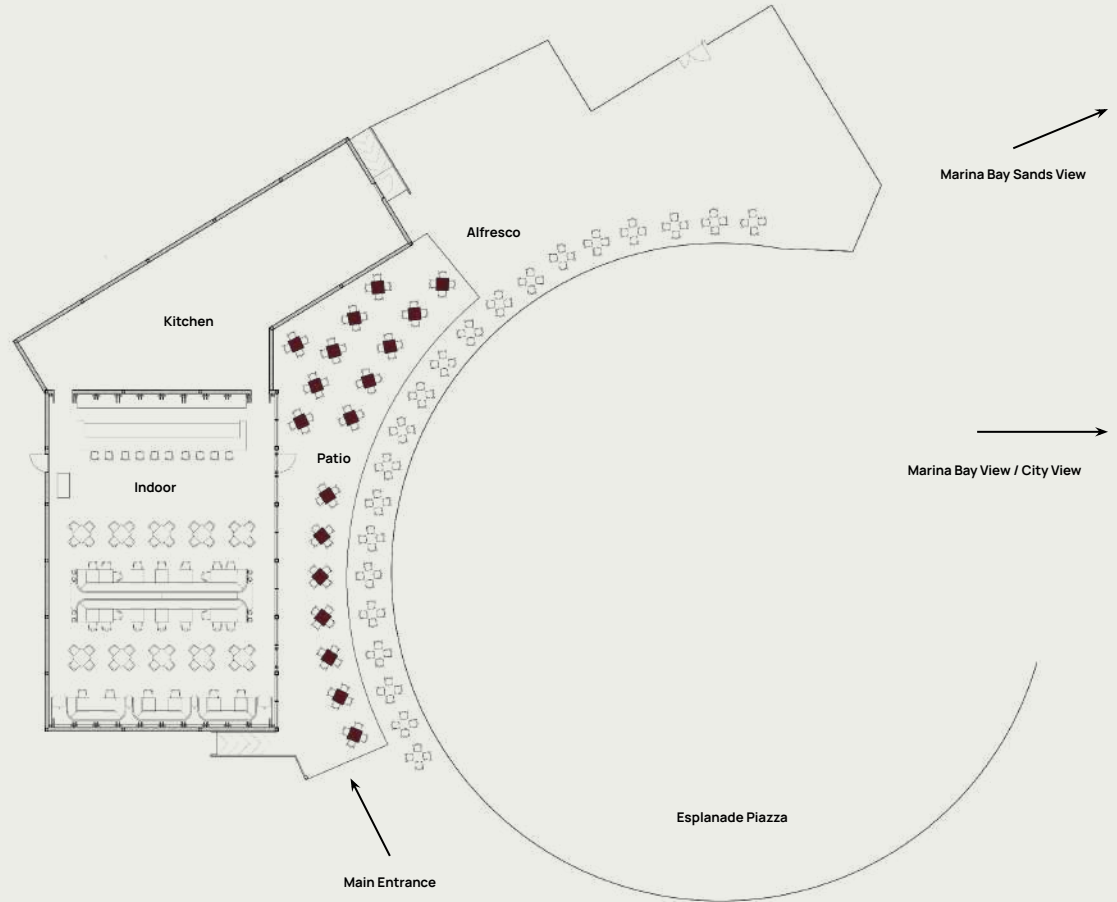 Marina Bay Sands View
Alfresco
Kitchen
Patio
Marina Bay View / City View
Indoor
Esplanade Piazza
Main Entrance